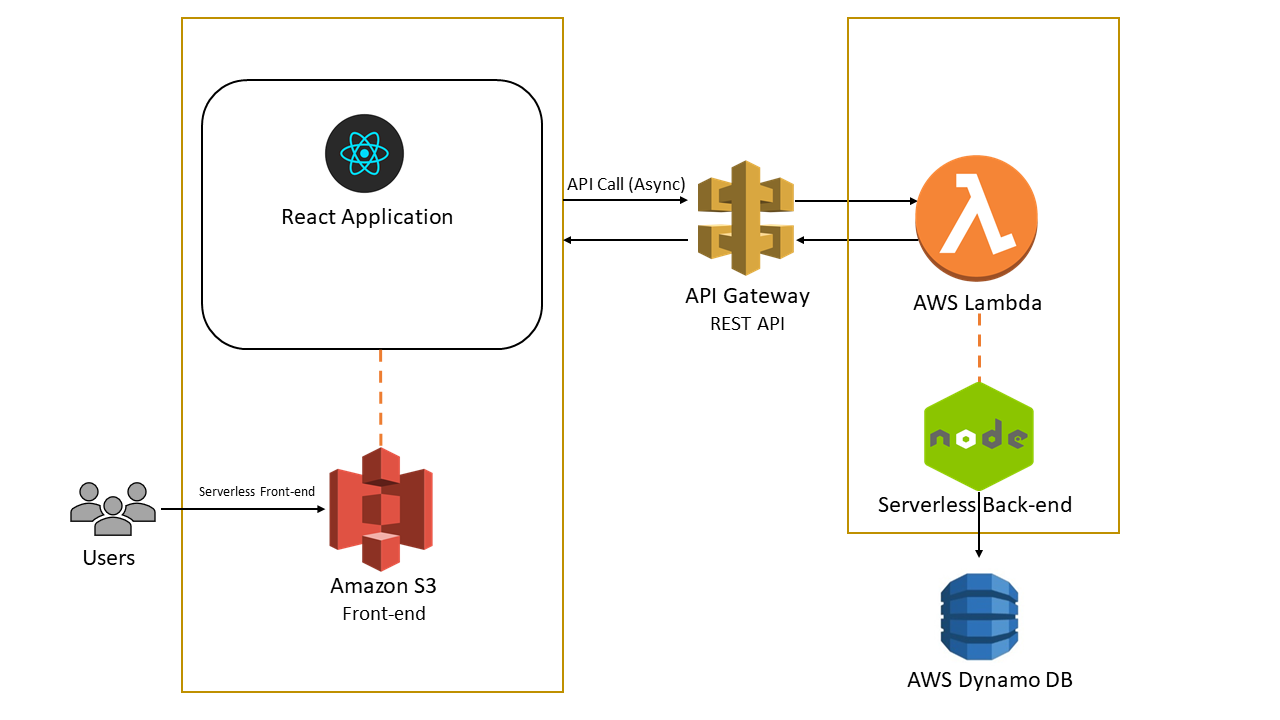 React Application
API Call (Async)
API Gateway
REST API
AWS Lambda
node
Serverless Back-end
Serverless Front-end
Users
Amazon S3
Front-end
AWS Dynamo DB